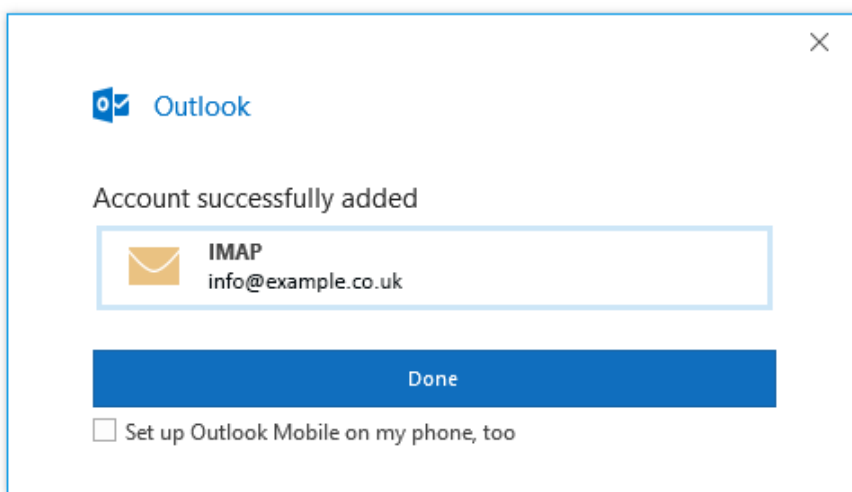 Outlook
Account successfully added
IMAP
info@example.co.uk
Done
Set up Outlook Mobile on my phone, too